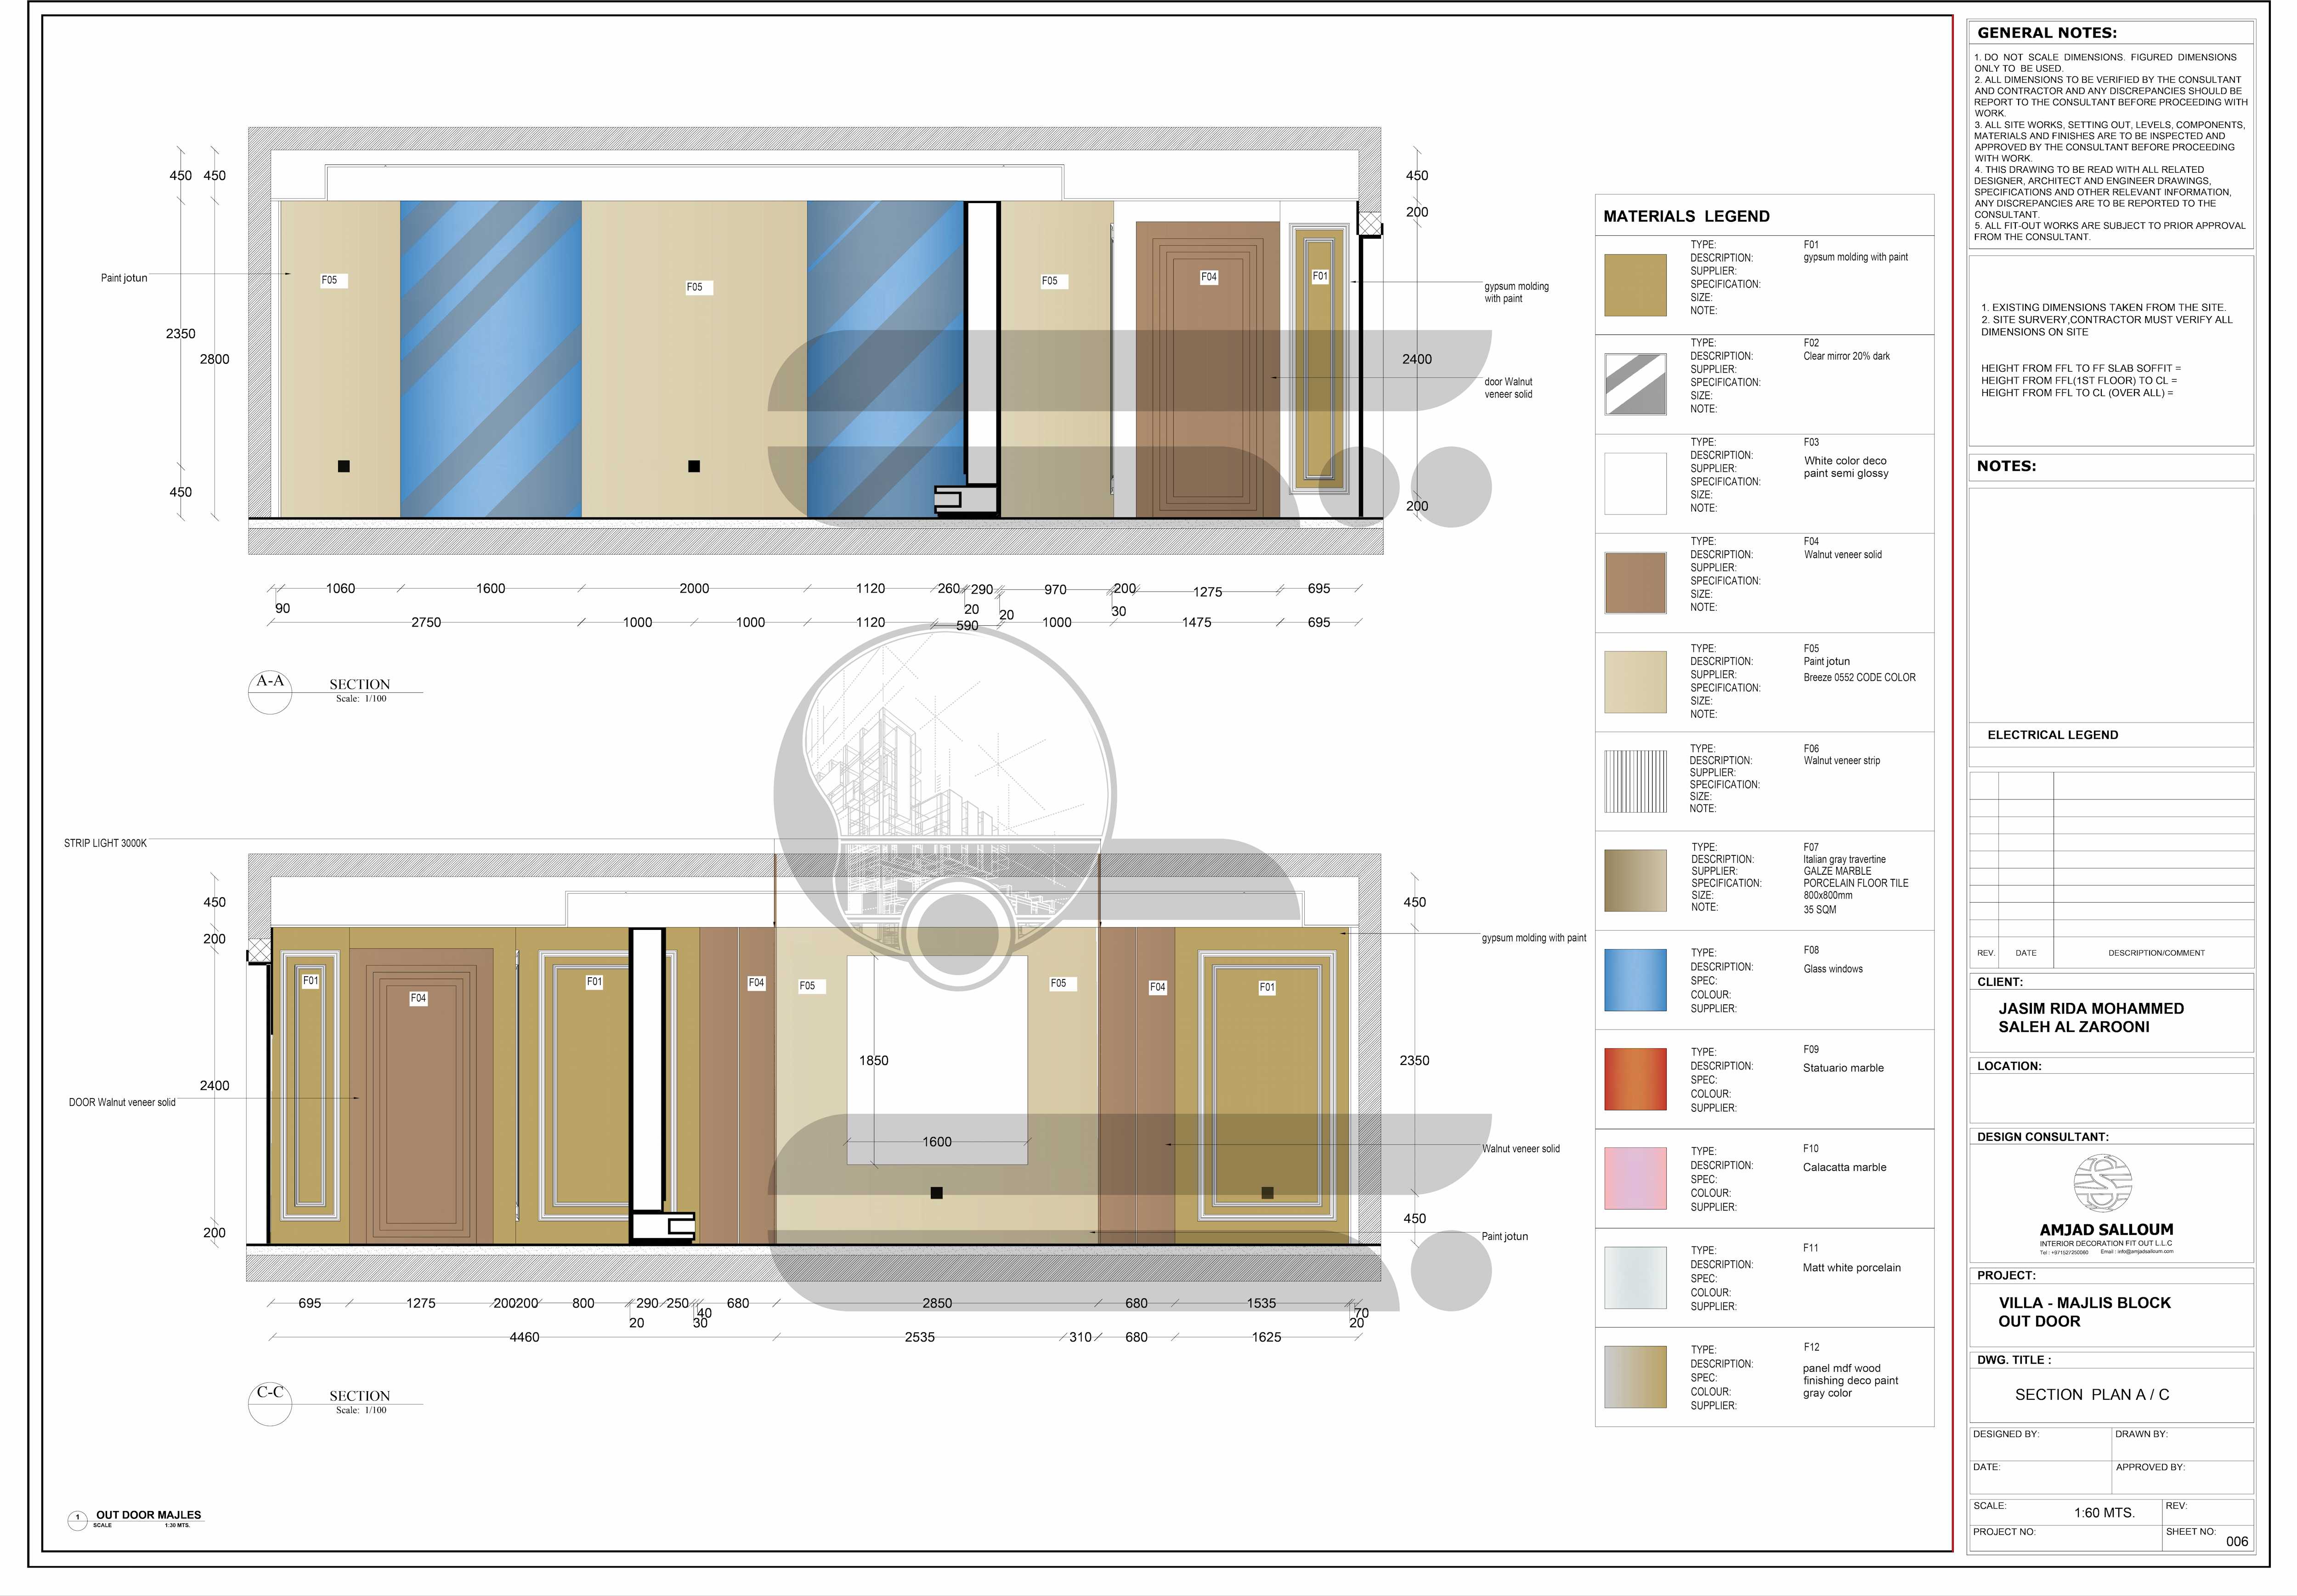 450
450
2350
2800
450
Paint jotun
F05
F05
F05
F04
F01
450
200
2400
200
gypsum molding
with paint
door Walnut
veneer solid
1060
1600
2000
1120
260
290
970
200
1275
695
90
20
20
30
2750
1000
1000
1120
590
1000
1475
695
A-A
SECTION
Scale: 1/100
STRIP LIGHT 3000K
450
200
2400
200
DOOR Walnut veneer solid
F01
F04
F01
F04
F05
F05
F04
F01
1850
1600
450
2350
450
gypsum molding with paint
Walnut veneer solid
Paint jotun
695
1275
200
200
800
290
250
680
2850
680
1535
40
70
20
30
20
4460
2535
310
680
1625
C-C
SECTION
Scale: 1/100
1
OUT DOOR MAJLES
SCALE 1:30 MTS.
MATERIALS LEGEND
TYPE: F01
DESCRIPTION: gypsum molding with paint
SUPPLIER:
SPECIFICATION:
SIZE:
NOTE:
TYPE: F02
DESCRIPTION: Clear mirror 20% dark
SUPPLIER:
SPECIFICATION:
SIZE:
NOTE:
TYPE: F03
DESCRIPTION: White color deco
SUPPLIER: paint semi glossy
SPECIFICATION:
SIZE:
NOTE:
TYPE: F04
DESCRIPTION: Walnut veneer solid
SUPPLIER:
SPECIFICATION:
SIZE:
NOTE:
TYPE: F05
DESCRIPTION: Paint jotun
SUPPLIER: Breeze 0552 CODE COLOR
SPECIFICATION:
SIZE:
NOTE:
TYPE: F06
DESCRIPTION: Walnut veneer strip
SUPPLIER:
SPECIFICATION:
SIZE:
NOTE:
TYPE: F07
DESCRIPTION: Italian gray travertine
SUPPLIER: GALZE MARBLE
SPECIFICATION: PORCELAIN FLOOR TILE
SIZE: 800x800mm
NOTE: 35 SQM
TYPE: F08
DESCRIPTION: Glass windows
SPEC:
COLOUR:
SUPPLIER:
TYPE: F09
DESCRIPTION: Statuario marble
SPEC:
COLOUR:
SUPPLIER:
TYPE: F10
DESCRIPTION: Calacatta marble
SPEC:
COLOUR:
SUPPLIER:
TYPE: F11
DESCRIPTION: Matt white porcelain
SPEC:
COLOUR:
SUPPLIER:
TYPE: F12
DESCRIPTION: panel mdf wood
SPEC: finishing deco paint
COLOUR: gray color
SUPPLIER:
GENERAL NOTES:
1. DO NOT SCALE DIMENSIONS. FIGURED DIMENSIONS
ONLY TO BE USED.
2. ALL DIMENSIONS TO BE VERIFIED BY THE CONSULTANT
AND CONTRACTOR AND ANY DISCREPANCIES SHOULD BE
REPORT TO THE CONSULTANT BEFORE PROCEEDING WITH
WORK.
3. ALL SITE WORKS, SETTING OUT, LEVELS, COMPONENTS,
MATERIALS AND FINISHES ARE TO BE INSPECTED AND
APPROVED BY THE CONSULTANT BEFORE PROCEEDING
WITH WORK.
4. THIS DRAWING TO BE READ WITH ALL RELATED
DESIGNER, ARCHITECT AND ENGINEER DRAWINGS,
SPECIFICATIONS AND OTHER RELEVANT INFORMATION,
ANY DISCREPANCIES ARE TO BE REPORTED TO THE
CONSULTANT.
5. ALL FIT-OUT WORKS ARE SUBJECT TO PRIOR APPROVAL
FROM THE CONSULTANT.
1. EXISTING DIMENSIONS TAKEN FROM THE SITE.
2. SITE SURVERY,CONTRACTOR MUST VERIFY ALL
DIMENSIONS ON SITE
HEIGHT FROM FFL TO FF SLAB SOFFIT =
HEIGHT FROM FFL(1ST FLOOR) TO CL =
HEIGHT FROM FFL TO CL (OVER ALL) =
NOTES:
ELECTRICAL LEGEND
REV. DATE DESCRIPTION/COMMENT
CLIENT:
JASIM RIDA MOHAMMED
SALEH AL ZAROONI
LOCATION:
DESIGN CONSULTANT:
AMJAD SALLOUM
INTERIOR DECORATION FIT OUT L.L.C
Tel : +971527250080 Email : info@amjadsalloum.com
PROJECT:
VILLA - MAJLIS BLOCK
OUT DOOR
DWG. TITLE :
SECTION PLAN A / C
DESIGNED BY: DRAWN BY:
DATE: APPROVED BY:
SCALE: 1:60 MTS. REV:
PROJECT NO: SHEET NO: 006